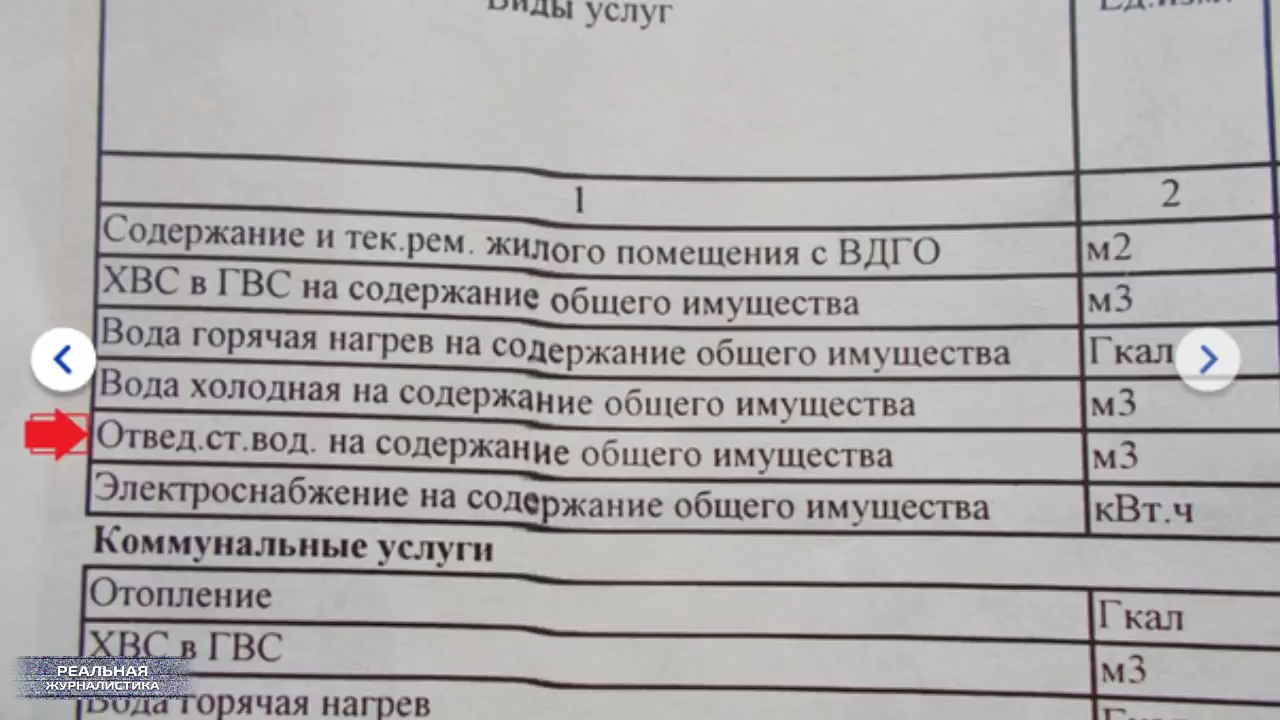 Виды услуг
Ед.изм.
1
2
Содержание и тек.рем. жилого помещения с ВДГО
м2
ХВС в ГВС на содержание общего имущества
м3
Вода горячая нагрев на содержание общего имущества
Гкал
Вода холодная на содержание общего имущества
м3
Отвед.ст.вод. на содержание общего имущества
м3
Электроснабжение на содержание общего имущества
кВт.ч
Коммунальные услуги
Отопление
Гкал
ХВС в ГВС
м3
Вода горячая нагрев
Гкал
РЕАЛЬНАЯ
ЖУРНАЛИСТИКА